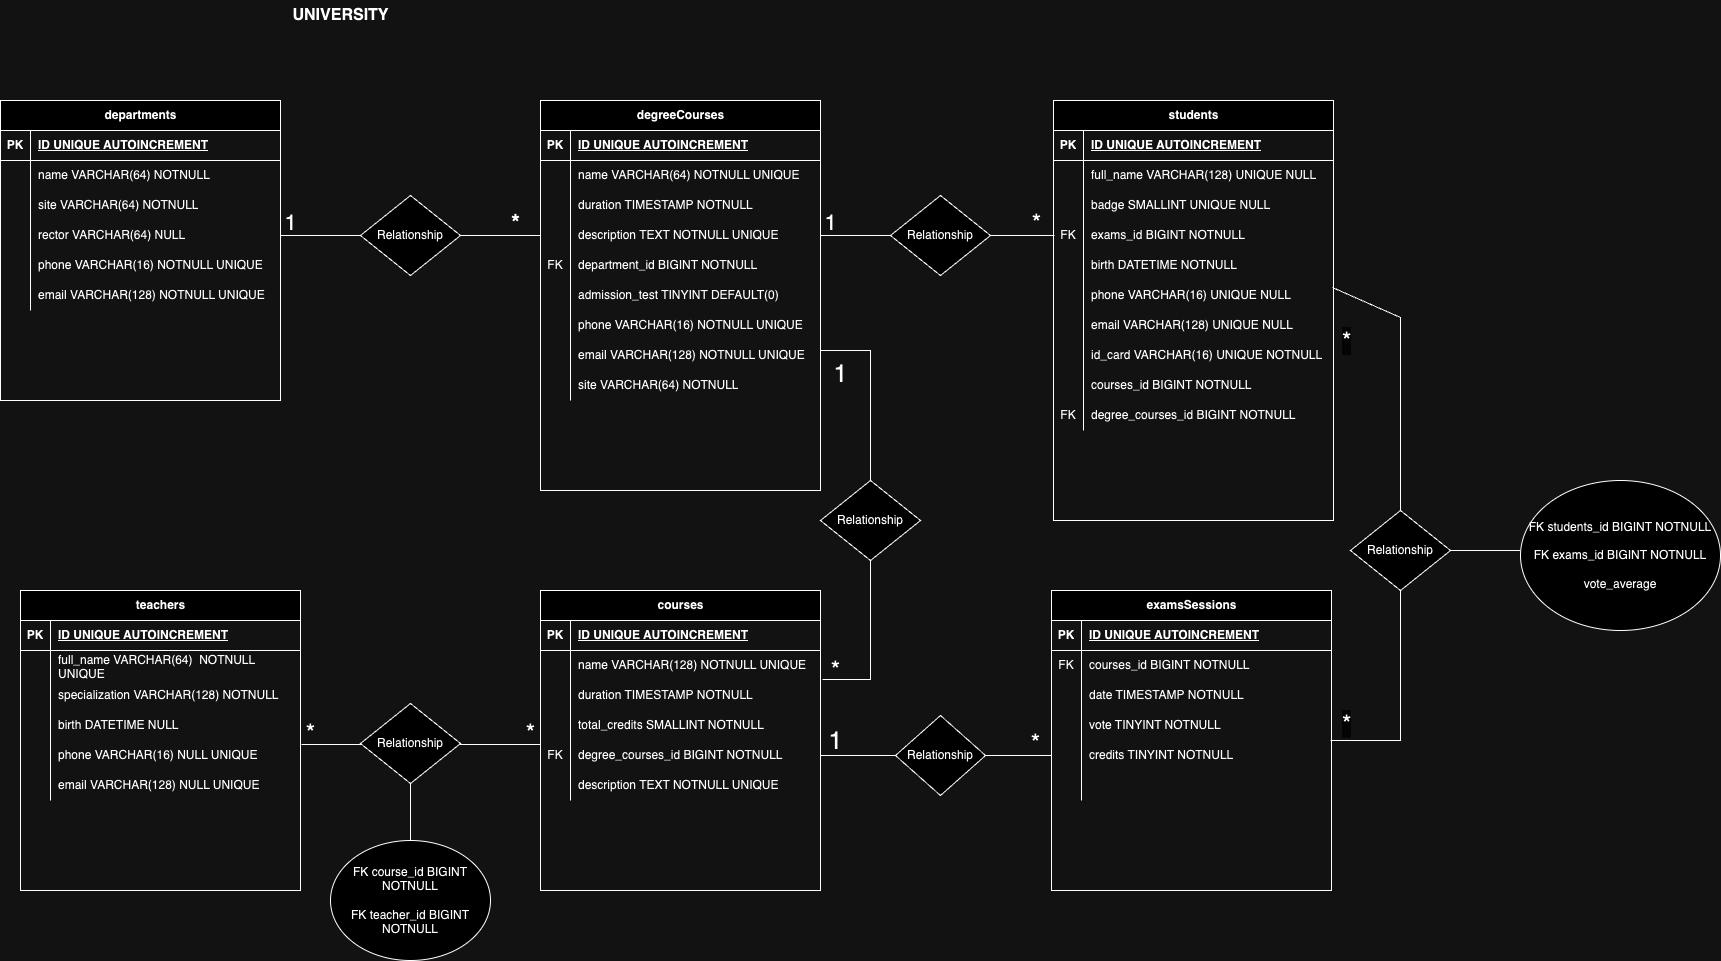 UNIVERSITY
departments
PK ID UNIQUE AUTOINCREMENT
name VARCHAR(64) NOTNULL
site VARCHAR(64) NOTNULL
rector VARCHAR(64) NULL
phone VARCHAR(16) NOTNULL UNIQUE
email VARCHAR(128) NOTNULL UNIQUE
1
Relationship
*
degreeCourses
PK ID UNIQUE AUTOINCREMENT
name VARCHAR(64) NOTNULL UNIQUE
duration TIMESTAMP NOTNULL
description TEXT NOTNULL UNIQUE
FK department_id BIGINT NOTNULL
admission_test TINYINT DEFAULT(0)
phone VARCHAR(16) NOTNULL UNIQUE
email VARCHAR(128) NOTNULL UNIQUE
site VARCHAR(64) NOTNULL
1
Relationship
*
students
PK ID UNIQUE AUTOINCREMENT
full_name VARCHAR(128) UNIQUE NULL
badge SMALLINT UNIQUE NULL
FK exams_id BIGINT NOTNULL
birth DATETIME NOTNULL
phone VARCHAR(16) UNIQUE NULL
email VARCHAR(128) UNIQUE NULL
id_card VARCHAR(16) UNIQUE NOTNULL
courses_id BIGINT NOTNULL
FK degree_courses_id BIGINT NOTNULL
*
1
Relationship
*
Relationship
FK students_id BIGINT NOTNULL
FK exams_id BIGINT NOTNULL
vote_average
teachers
PK ID UNIQUE AUTOINCREMENT
full_name VARCHAR(64) NOTNULL
UNIQUE
specialization VARCHAR(128) NOTNULL
birth DATETIME NULL
phone VARCHAR(16) NULL UNIQUE
email VARCHAR(128) NULL UNIQUE
*
Relationship
*
FK course_id BIGINT
NOTNULL
FK teacher_id BIGINT
NOTNULL
courses
PK ID UNIQUE AUTOINCREMENT
name VARCHAR(128) NOTNULL UNIQUE
duration TIMESTAMP NOTNULL
total_credits SMALLINT NOTNULL
FK degree_courses_id BIGINT NOTNULL
description TEXT NOTNULL UNIQUE
1
Relationship
*
examsSessions
PK ID UNIQUE AUTOINCREMENT
FK courses_id BIGINT NOTNULL
date TIMESTAMP NOTNULL
vote TINYINT NOTNULL
credits TINYINT NOTNULL
*